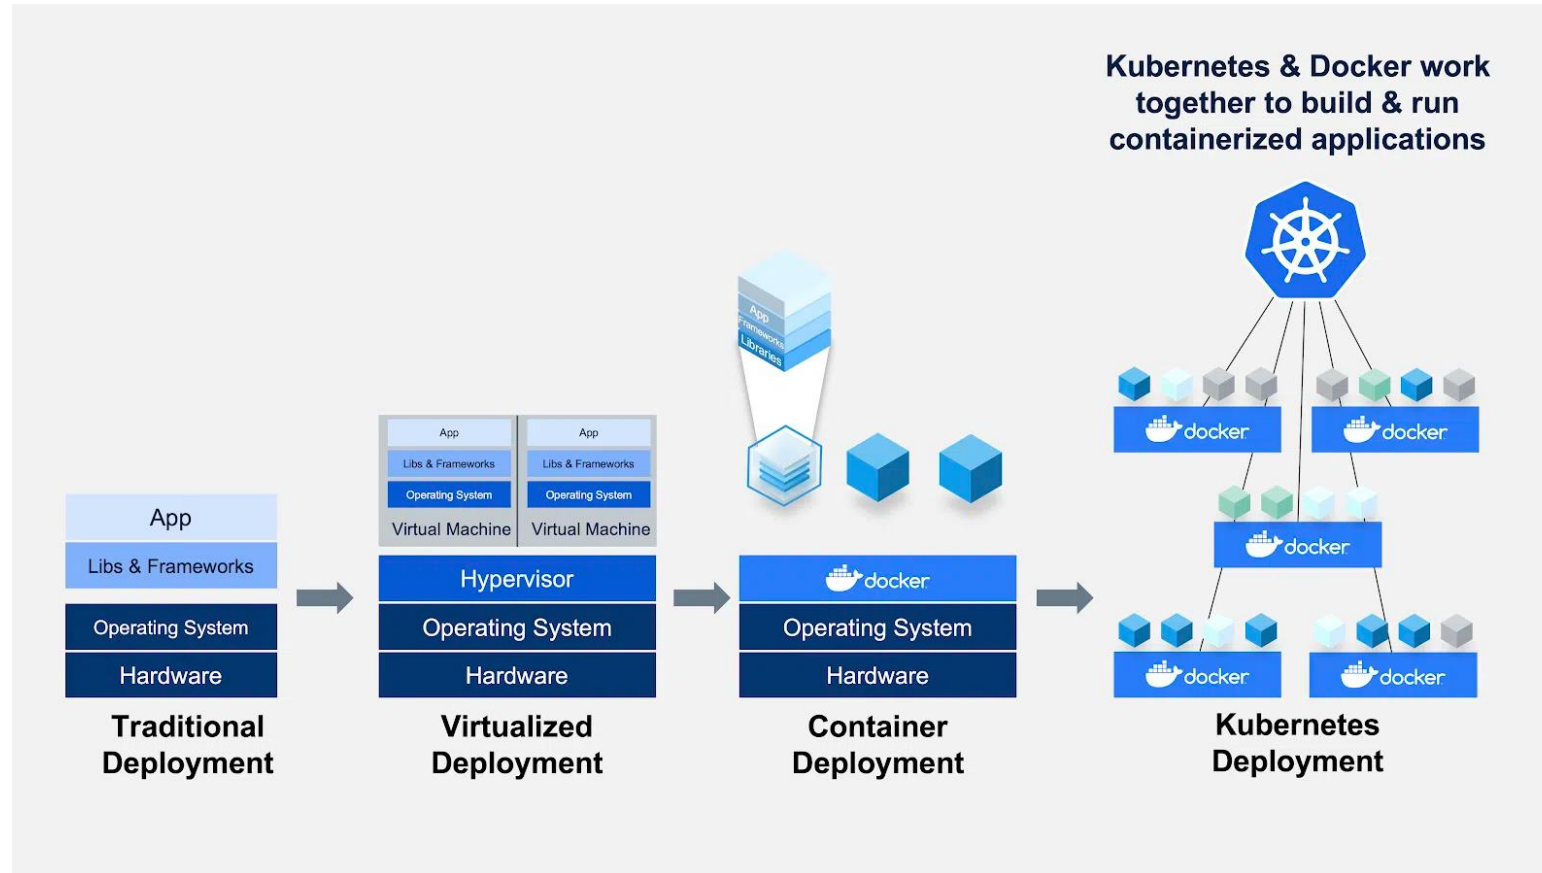 Kubernetes & Docker work
together to build & run
containerized applications
App
Libs & Frameworks
Operating System
Hardware
Traditional
Deployment
App
Libs & Frameworks
Operating System
Virtual Machine
App
Libs & Frameworks
Operating System
Virtual Machine
Hypervisor
Operating System
Hardware
Virtualized
Deployment
App
Frameworks
Libraries
docker
Operating System
Hardware
Container
Deployment
docker
docker
docker
docker
docker
Kubernetes
Deployment